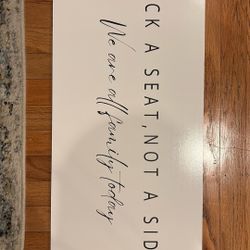 CK A SEAT, NOT A SID
We are all family today